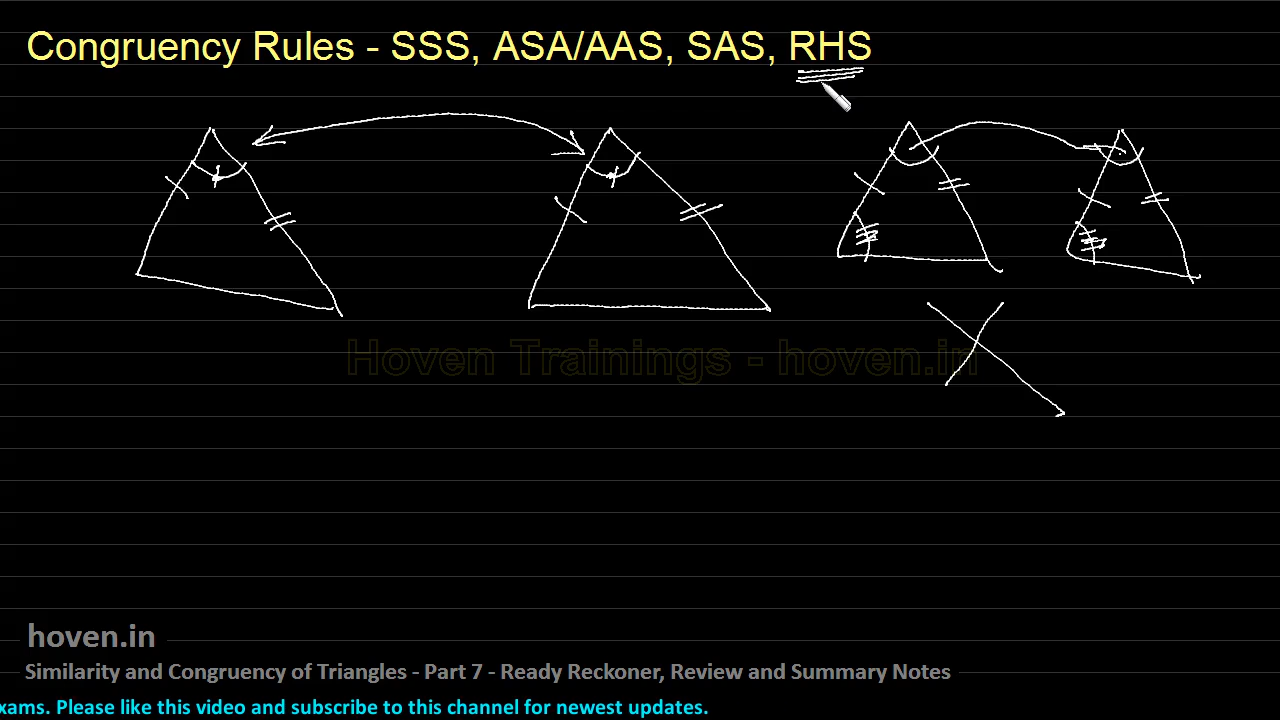 Congruency Rules - SSS, ASA/AAS, SAS, RHS
Hoven Trainings - hoven.in
hoven.in
Similarity and Congruency of Triangles - Part 7 - Ready Reckoner, Review and Summary Notes
xams. Please like this video and subscribe to this channel for newest updates.